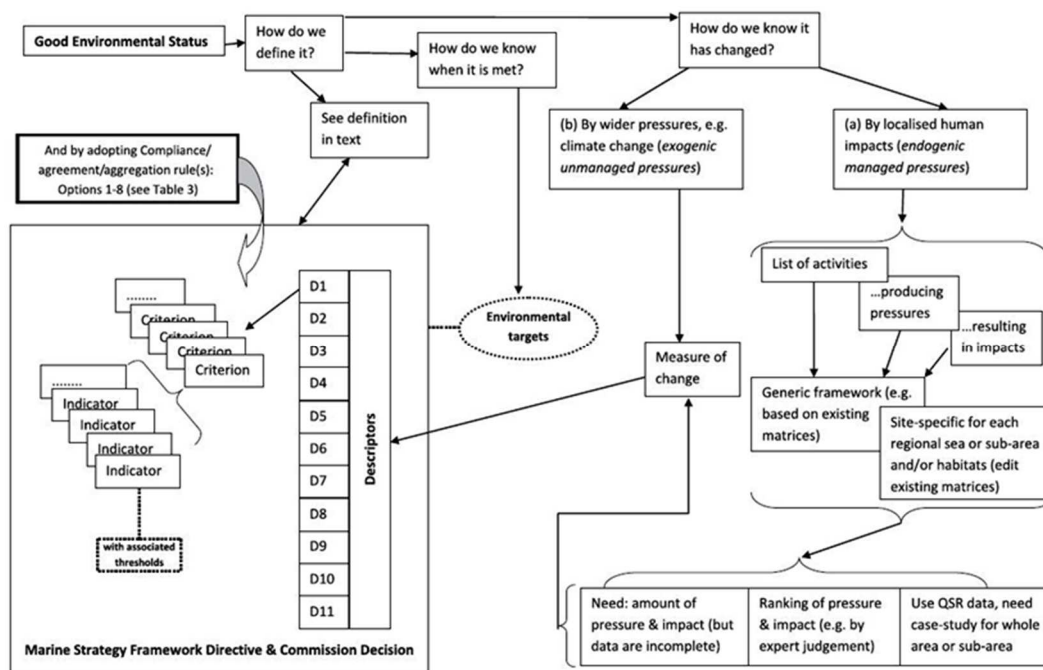 Good Environmental Status
How do we
define it?
How do we know
when it is met?
How do we know it
has changed?
See definition
in text
(b) By wider pressures, e.g.
climate change (exogenic
unmanaged pressures)
(a) By localised human
impacts (endogenic
managed pressures)
And by adopting Compliance/
agreement/aggregation rule(s):
Options 1-8 (see Table 3)
........
Criterion
Criterion
Criterion
Criterion
........
Indicator
Indicator
Indicator
Indicator
with associated
thresholds
D1
D2
D3
D4
D5
D6
D7
D8
D9
D10
D11
Descriptors
Marine Strategy Framework Directive & Commission Decision
Environmental
targets
Measure of
change
List of activities
...producing
pressures
...resulting
in impacts
Generic framework (e.g.
based on existing
matrices)
Site-specific for each
regional sea or sub-area
and/or habitats (edit
existing matrices)
Need: amount of
pressure & impact (but
data are incomplete)
Ranking of pressure
& impact (e.g. by
expert judgement)
Use QSR data, need
case-study for whole
area or sub-area